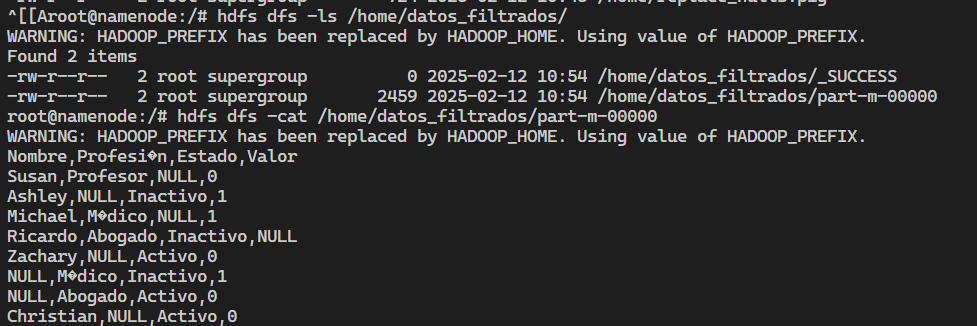 ^[[Aroot@namenode:/# hdfs dfs -ls /home/datos_filtrados/
WARNING: HADOOP_PREFIX has been replaced by HADOOP_HOME. Using value of HADOOP_PREFIX.
Found 2 items
-rw-r--r--   2 root supergroup          0 2025-02-12 10:54 /home/datos_filtrados/_SUCCESS
-rw-r--r--   2 root supergroup       2459 2025-02-12 10:54 /home/datos_filtrados/part-m-00000
root@namenode:/# hdfs dfs -cat /home/datos_filtrados/part-m-00000
WARNING: HADOOP_PREFIX has been replaced by HADOOP_HOME. Using value of HADOOP_PREFIX.
Nombre,Profesi�n,Estado,Valor
Susan,Profesor,NULL,0
Ashley,NULL,Inactivo,1
Michael,M�dico,NULL,1
Ricardo,Abogado,Inactivo,NULL
Zachary,NULL,Activo,0
NULL,M�dico,Inactivo,1
NULL,Abogado,Activo,0
Christian,NULL,Activo,0